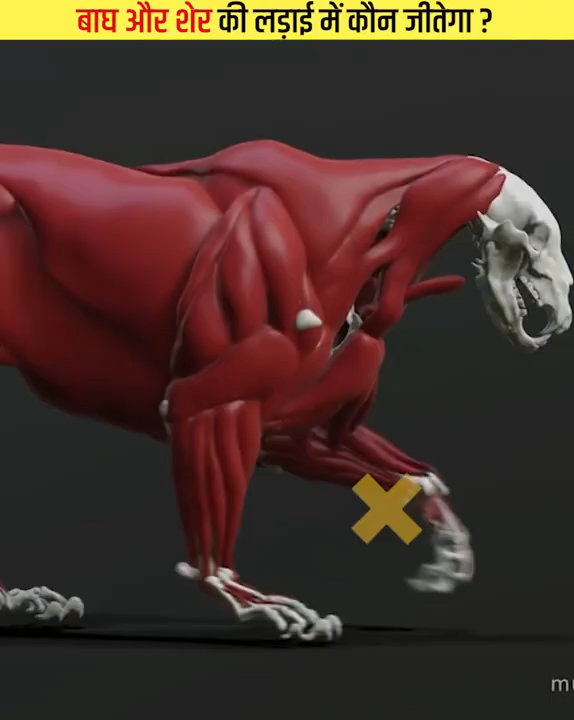 बाघ और शेर की लड़ाई में कौन जीतेगा ?